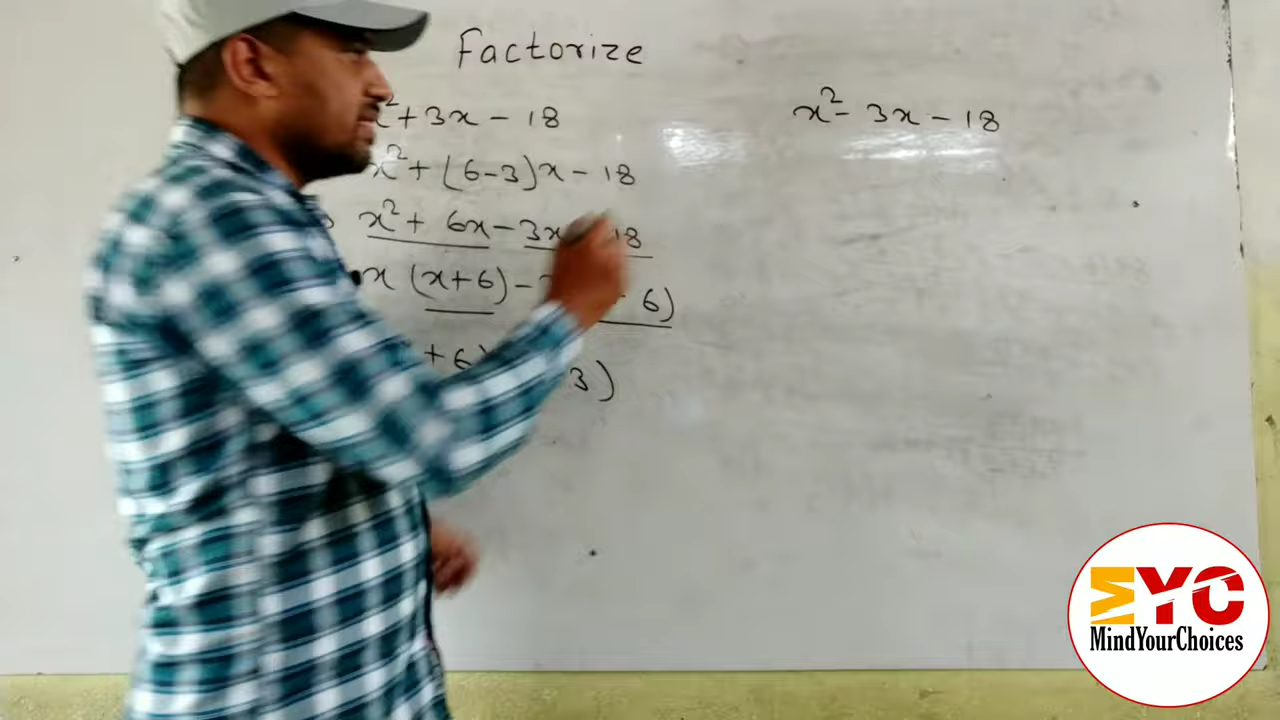 Factorize
x²+3x-18
x²+(6-3)x-18
x²+ 6x-3x 18
x (x+6)- 6)
+6) 3)
x²- 3x-18
MYC
MindYourChoices